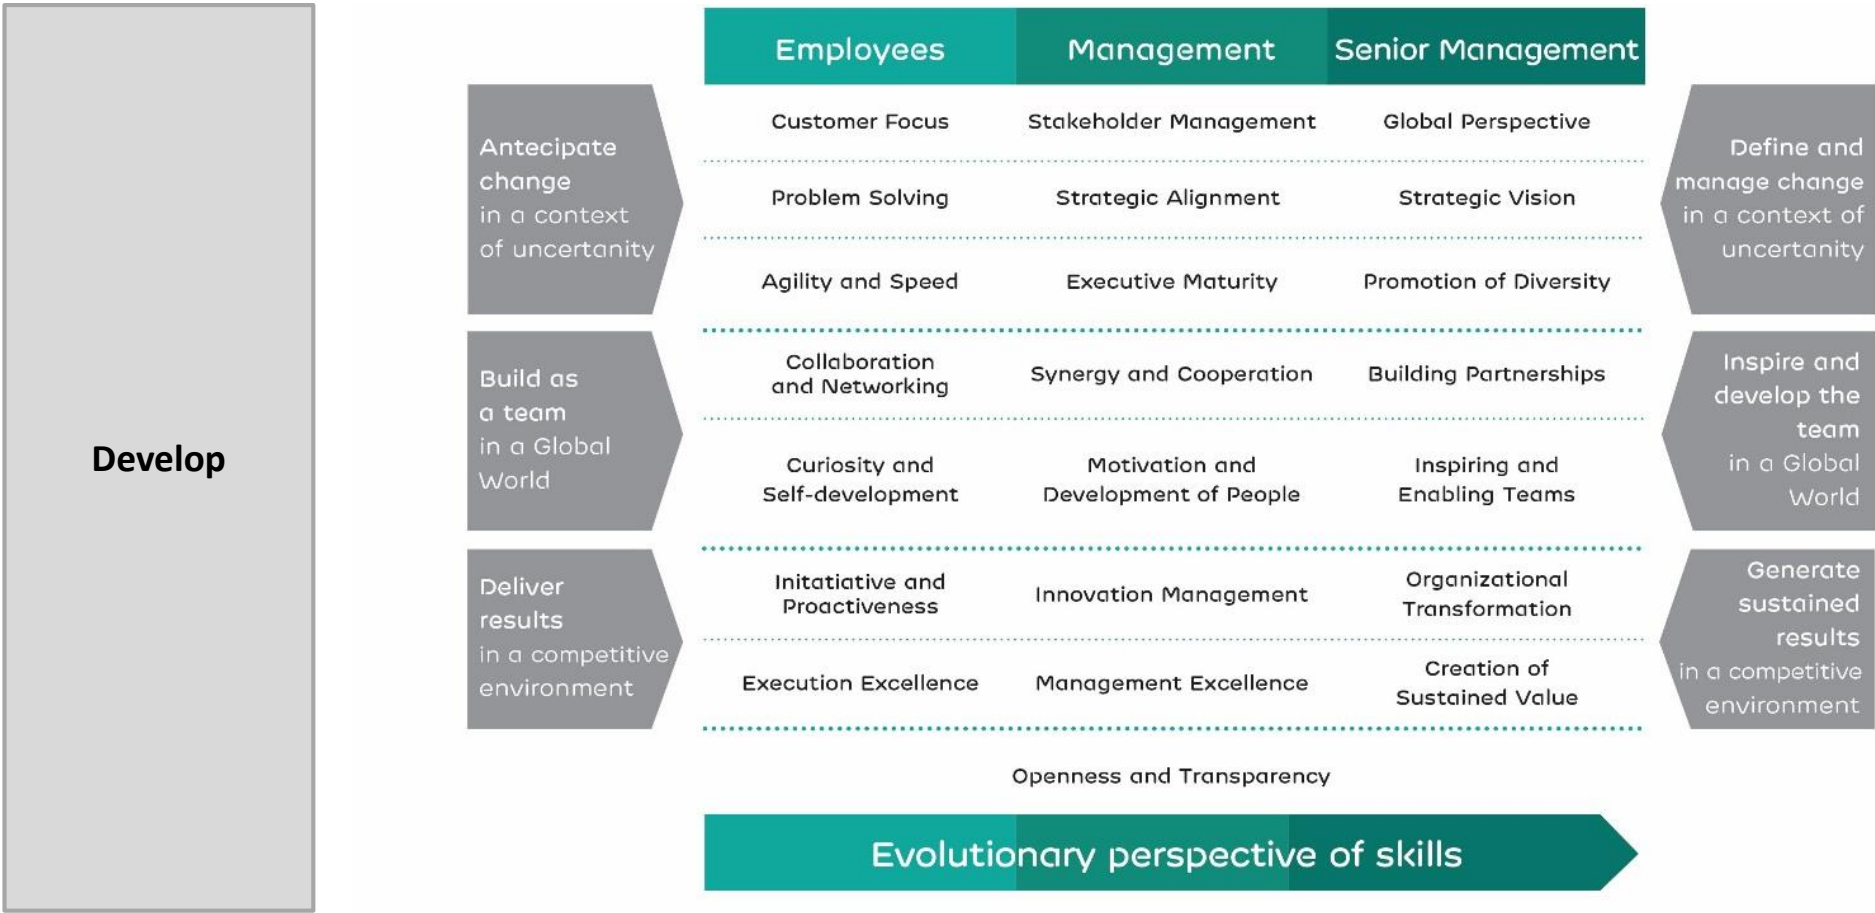 Develop
Employees Management Senior Management
Antecipate
change
in a context
of uncertanity
Customer Focus Stakeholder Management Global Perspective
Problem Solving Strategic Alignment Strategic Vision
Agility and Speed Executive Maturity Promotion of Diversity
Define and
manage change
in a context of
uncertanity
Build as
a team
in a Global
World
Collaboration
and Networking
Synergy and Cooperation
Building Partnerships
Curiosity and
Self-development
Motivation and
Development of People
Inspiring and
Enabling Teams
Inspire and
develop the
team
in a Global
World
Deliver
results
in a competitive
environment
Initatiative and
Proactiveness
Innovation Management
Organizational
Transformation
Execution Excellence
Management Excellence
Creation of
Sustained Value
Generate
sustained
results
in a competitive
environment
Openness and Transparency
Evolutionary perspective of skills